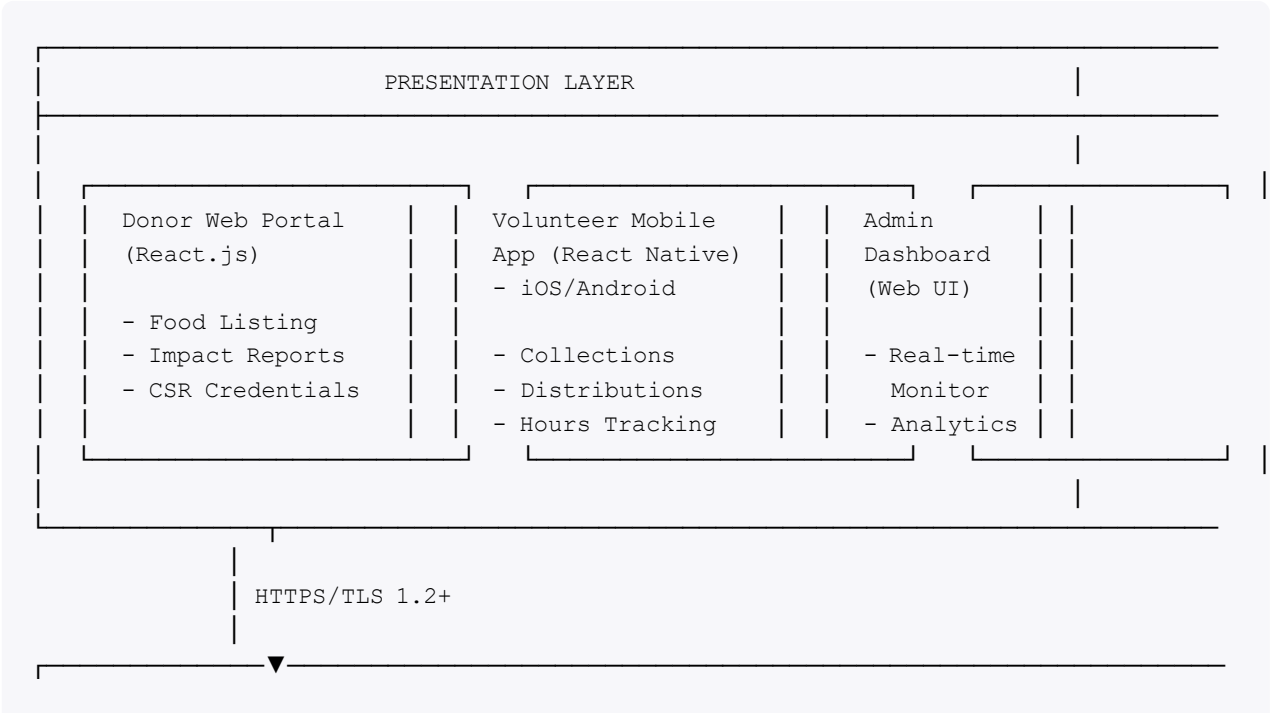 PRESENTATION LAYER
Donor Web Portal Volunteer Mobile Admin
(React.js) App (React Native) Dashboard
- iOS/Android (Web UI)
- Food Listing
- Impact Reports - Collections - Real-time
- CSR Credentials - Distributions Monitor
- Hours Tracking - Analytics
HTTPS/TLS 1.2+